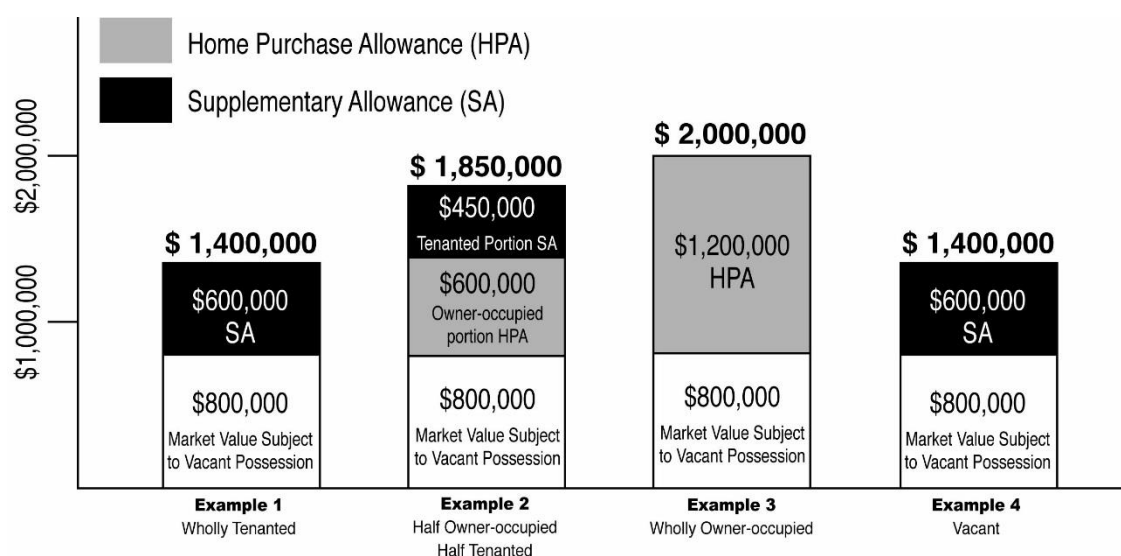 Home Purchase Allowance (HPA)
Supplementary Allowance (SA)
$2,000,000
$1,000,000
$ 1,400,000
$600,000
SA
$800,000
Market Value Subject
to Vacant Possession
Example 1
Wholly Tenanted
$ 1,850,000
$450,000
Tenanted Portion SA
$600,000
Owner-occupied
portion HPA
$800,000
Market Value Subject
to Vacant Possession
Example 2
Half Owner-occupied
Half Tenanted
$ 2,000,000
$1,200,000
HPA
$800,000
Market Value Subject
to Vacant Possession
Example 3
Wholly Owner-occupied
$ 1,400,000
$600,000
SA
$800,000
Market Value Subject
to Vacant Possession
Example 4
Vacant